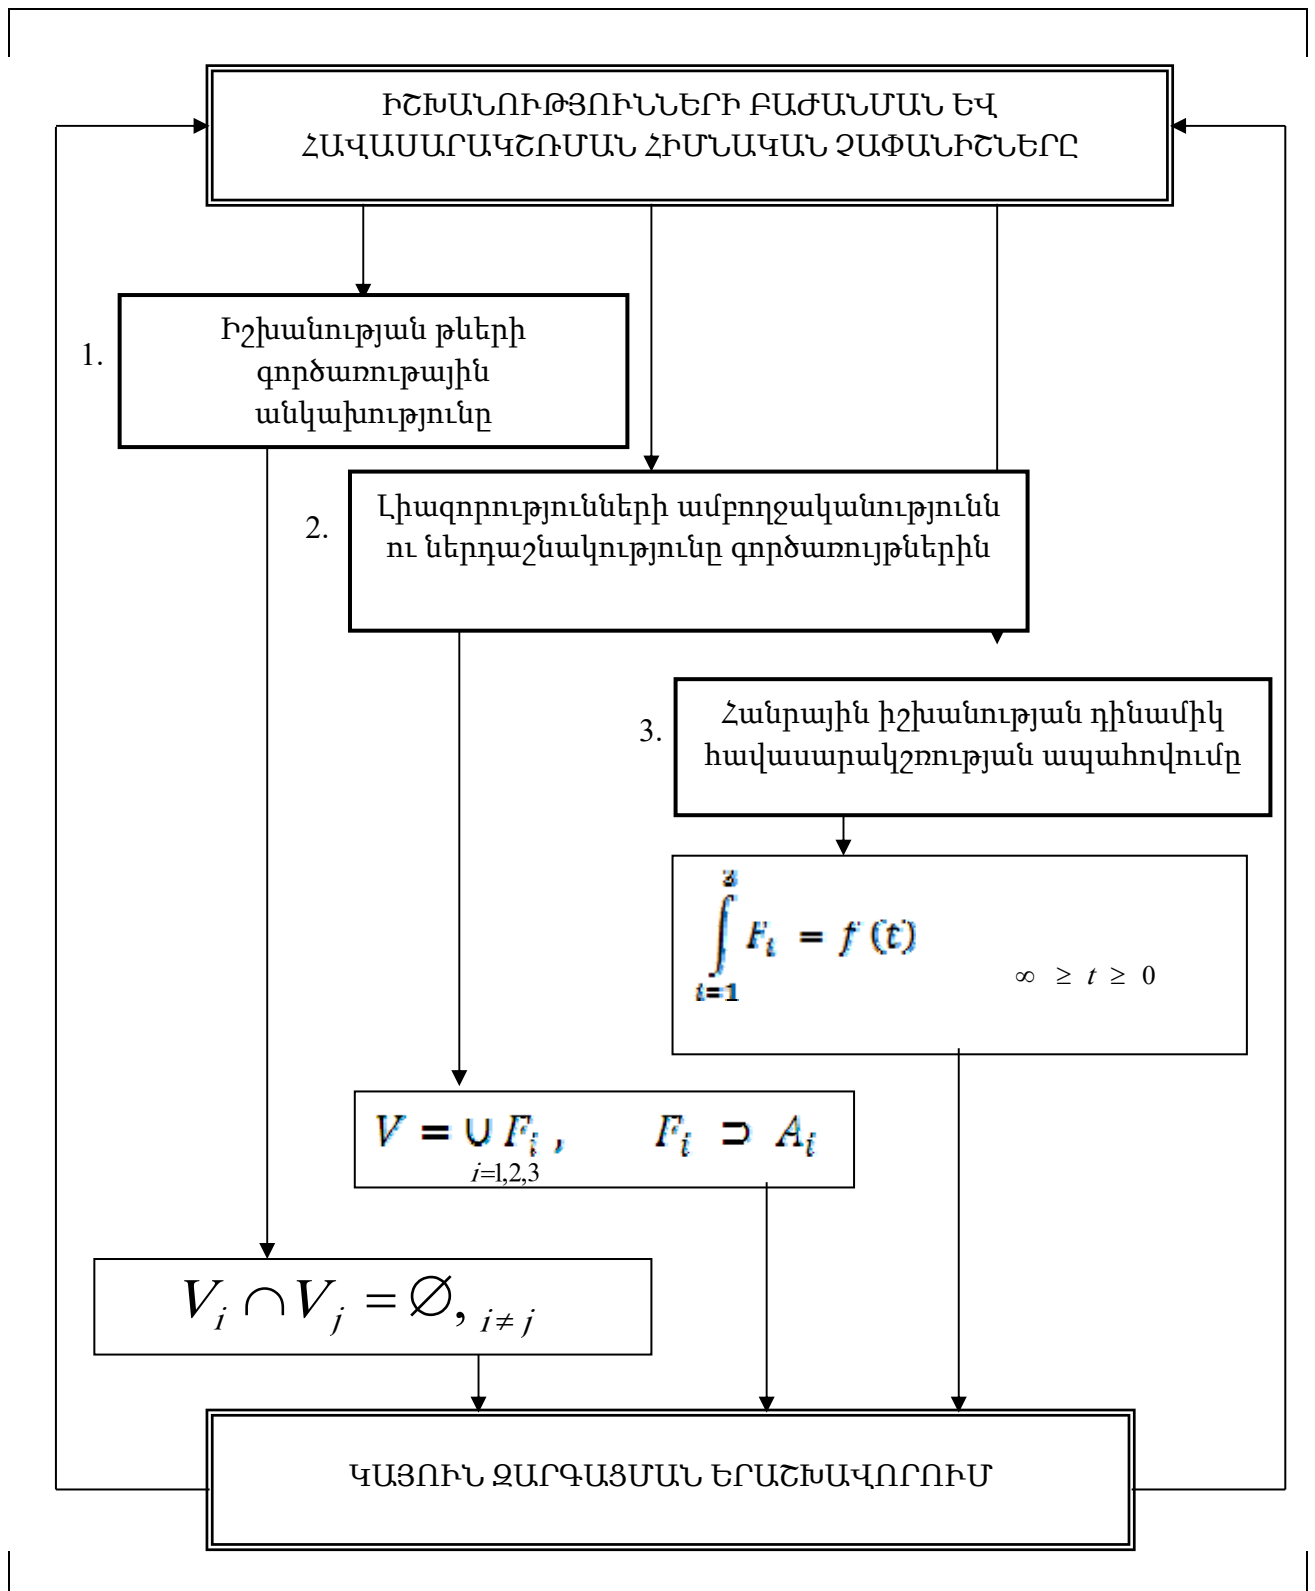 ԻՇԽԱՆՈՒԹՅՈՒՆՆԵՐԻ ԲԱԺԱՆՄԱՆ ԵՎ
ՀԱՎԱՍԱՐԱԿՇՌՄԱՆ ՀԻՄՆԱԿԱՆ ՉԱՓԱՆԻՇՆԵՐԸ
1.
Իշխանության թևերի
գործառութային
անկախությունը
2.
Լիազորությունների ամբողջականությունն
ու ներդաշնակությունը գործառույթներին
3.
Հանրային իշխանության դինամիկ
հավասարակշռության ապահովումը
3
∫ Fᵢ = f (t)
i=1
∞ ≥ t ≥ 0
V = ∪ Fᵢ , Fᵢ ⊃ Aᵢ
i=1,2,3
Vᵢ ∩ Vⱼ = ∅, i ≠ j
ԿԱՅՈՒՆ ԶԱՐԳԱՑՄԱՆ ԵՐԱՇԽԱՎՈՐՈՒՄ